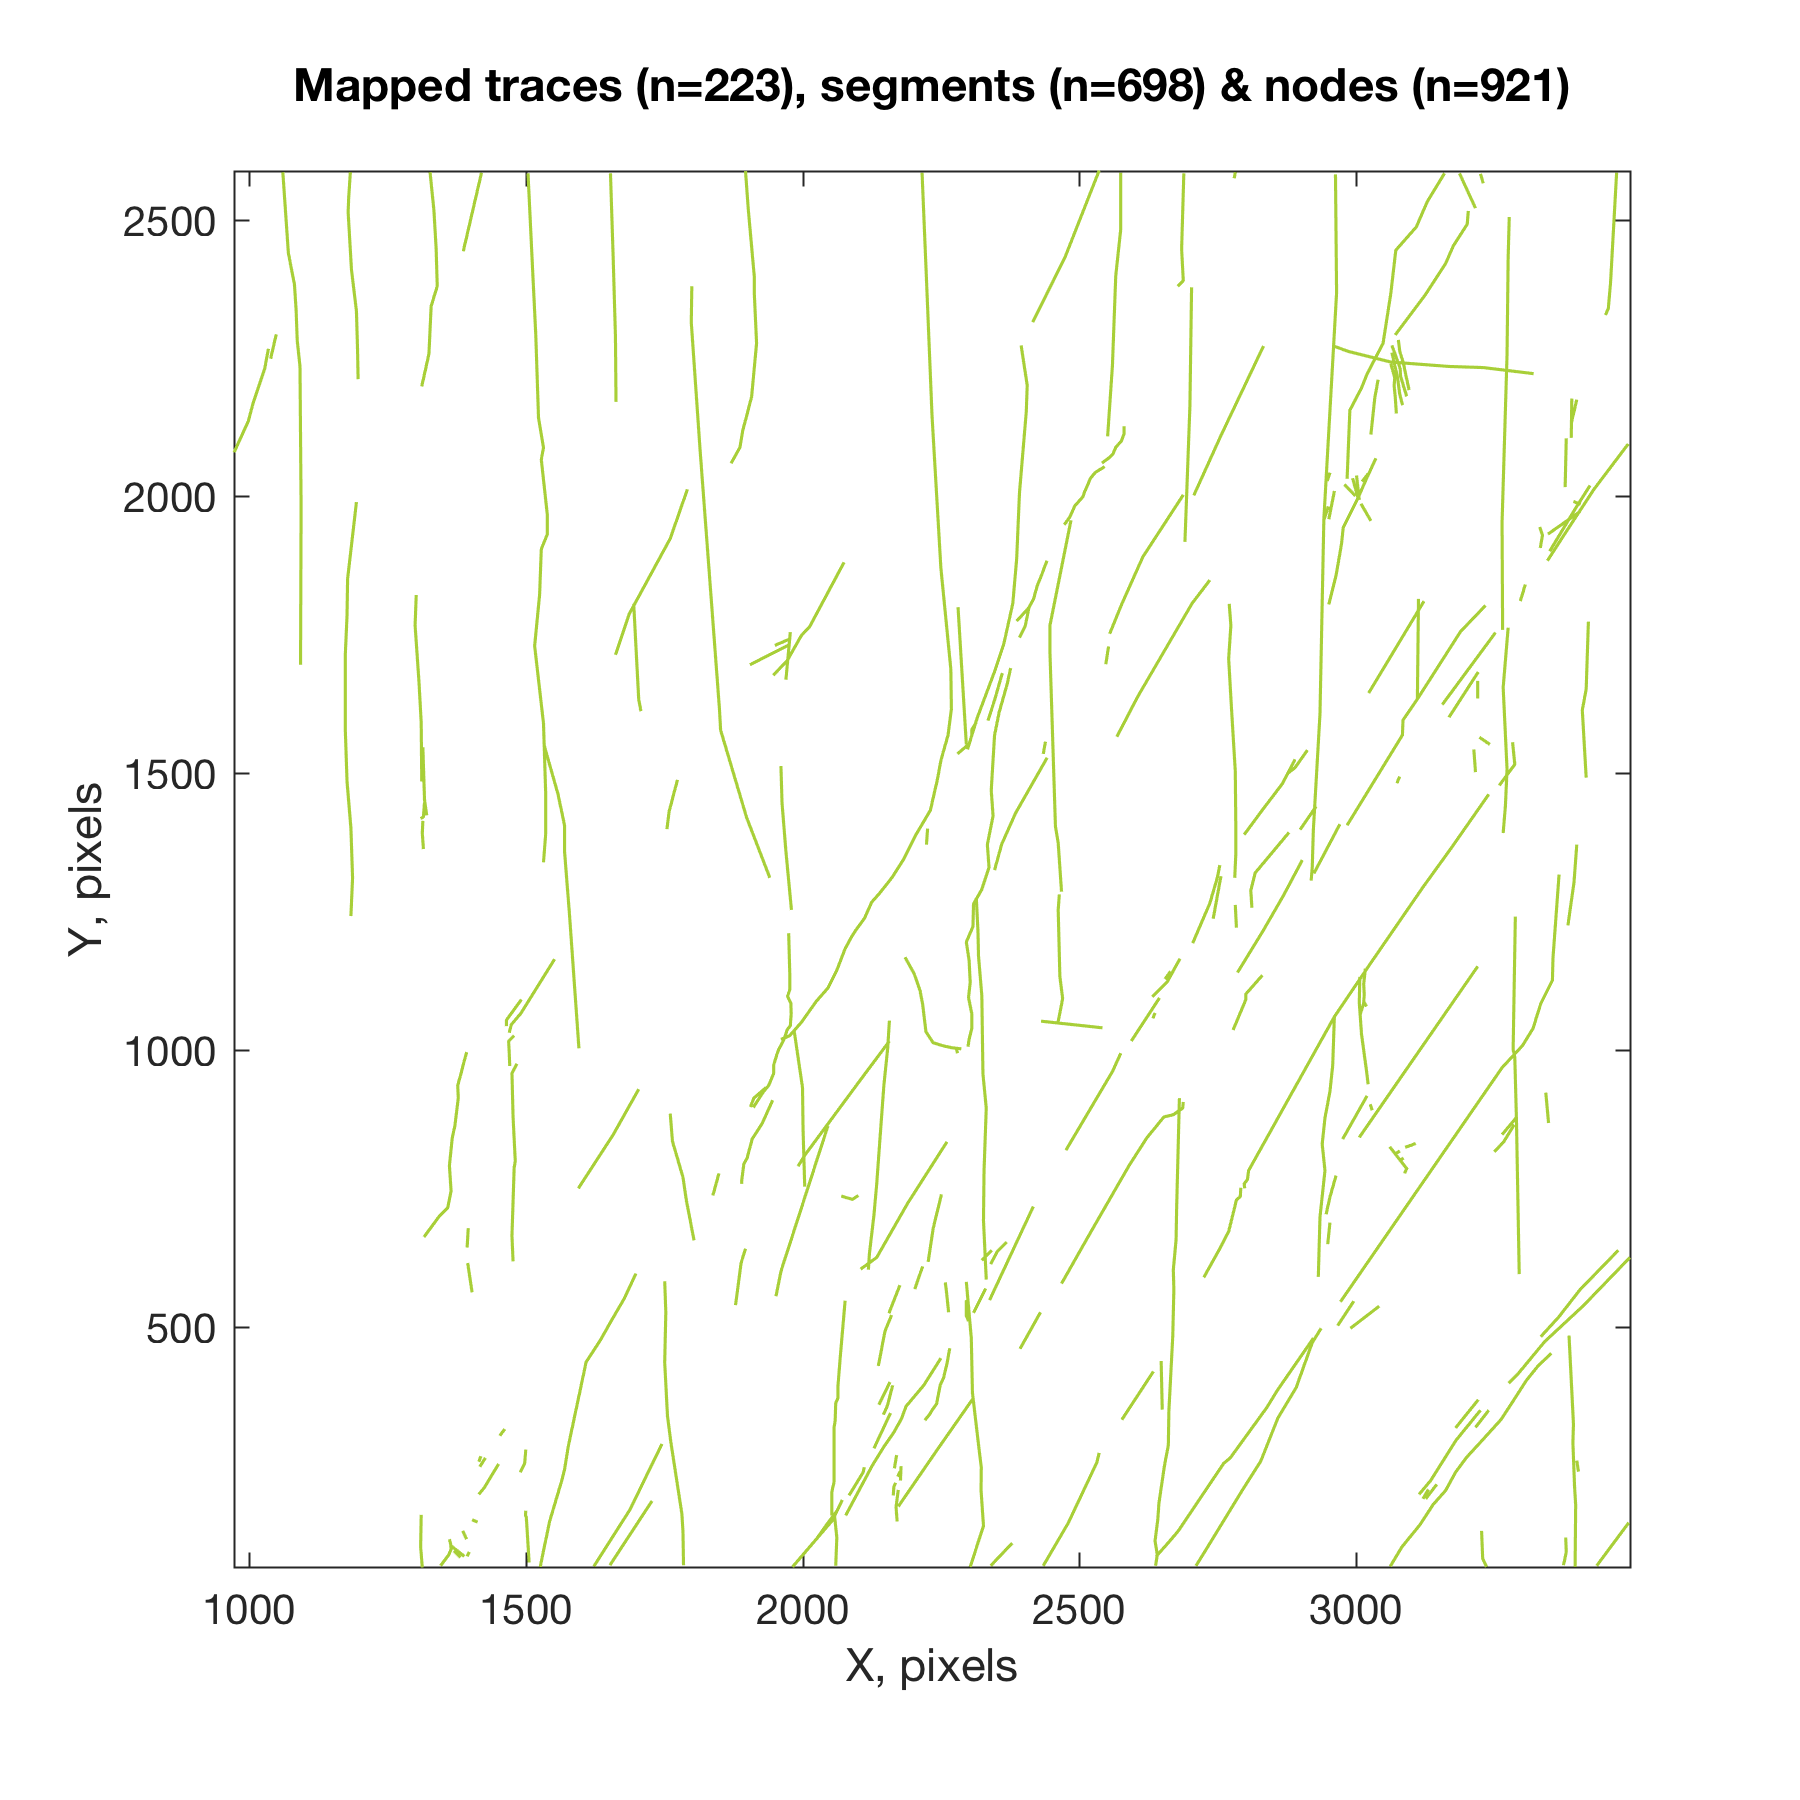 Mapped traces (n=223), segments (n=698) & nodes (n=921)
2500
2000
1500
1000
500
Y, pixels
1000 1500 2000 2500 3000
X, pixels